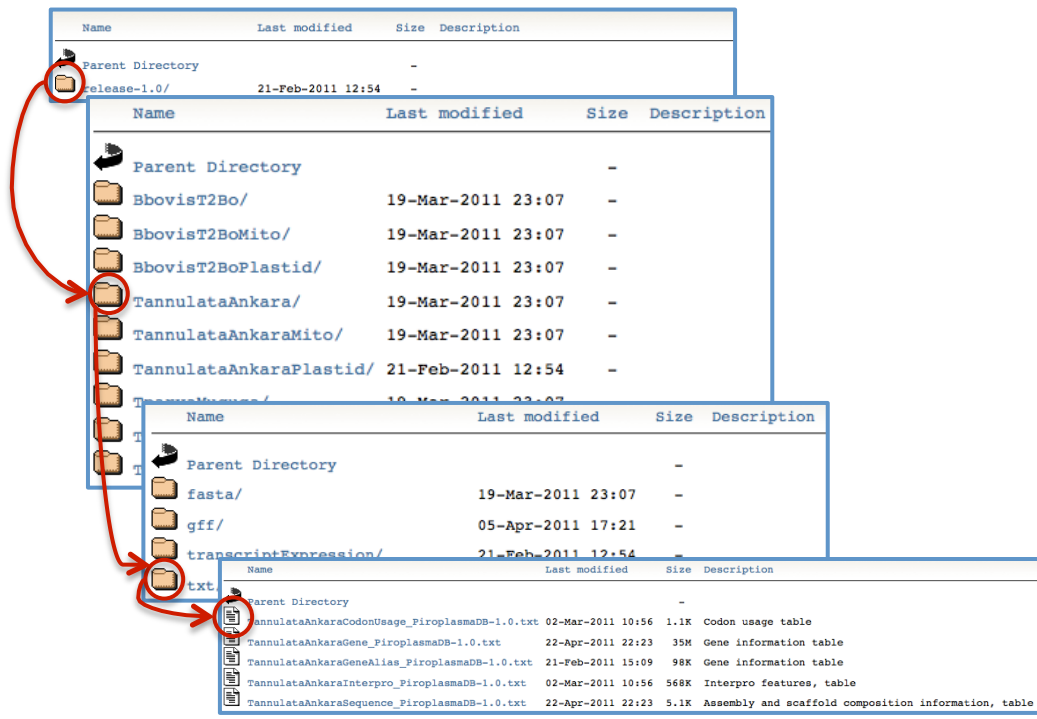 Name Last modified Size Description
Parent Directory -
release-1.0/ 21-Feb-2011 12:54 -
Name Last modified Size Description
Parent Directory -
BbovisT2Bo/ 19-Mar-2011 23:07 -
BbovisT2BoMito/ 19-Mar-2011 23:07 -
BbovisT2BoPlastid/ 19-Mar-2011 23:07 -
TannulataAnkara/ 19-Mar-2011 23:07 -
TannulataAnkaraMito/ 19-Mar-2011 23:07 -
TannulataAnkaraPlastid/ 21-Feb-2011 12:54 -
19-Mar-2011 23:07
Name Last modified Size Description
Parent Directory -
fasta/ 19-Mar-2011 23:07 -
gff/ 05-Apr-2011 17:21 -
transcriptExpression/ 21-Feb-2011 12:54 -
txt/
Name Last modified Size Description
Parent Directory -
TannulataAnkaraCodonUsage_PiroplasmaDB-1.0.txt 02-Mar-2011 10:56 1.1K Codon usage table
TannulataAnkaraGene_PiroplasmaDB-1.0.txt 22-Apr-2011 22:23 35M Gene information table
TannulataAnkaraGeneAlias_PiroplasmaDB-1.0.txt 21-Feb-2011 15:09 98K Gene information table
TannulataAnkaraInterpro_PiroplasmaDB-1.0.txt 02-Mar-2011 10:56 568K Interpro features, table
TannulataAnkaraSequence_PiroplasmaDB-1.0.txt 22-Apr-2011 22:23 5.1K Assembly and scaffold composition information, table